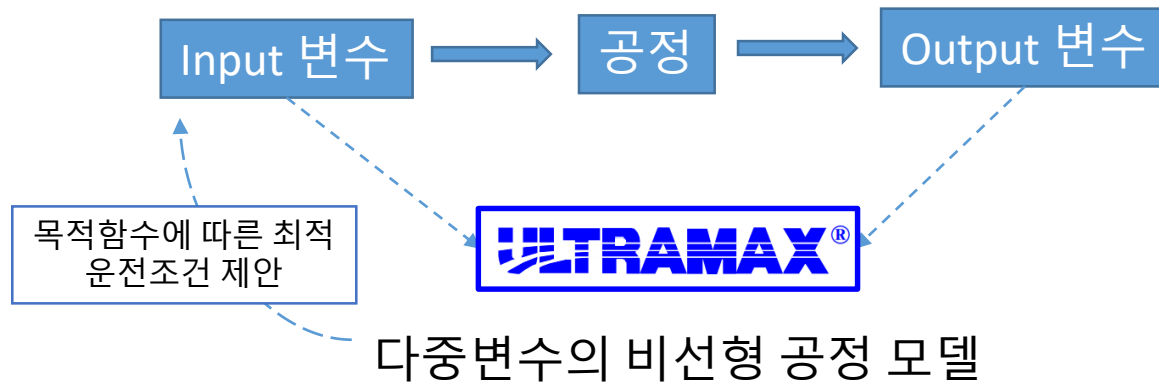 Input 변수
공정
Output 변수
목적함수에 따른 최적
운전조건 제안
ULTRAMAX®
다중변수의 비선형 공정 모델